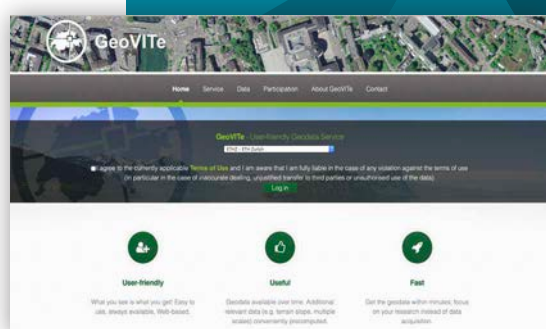 GeoVITe
Home Service Data Participation About GeoVITe Contact
GeoVITe - User-friendly Geodata Service
ETHZ - ETH Zurich
I agree to the currently applicable Terms of Use and I am aware that I am fully liable in the case of any violation against the terms of use
(in particular in the case of inaccurate dealing, unjustified transfer to third parties or unauthorised use of the data).
Log in
User-friendly Useful Fast
What you see is what you get! Easy to Geodata available over time. Additional Get the geodata within minutes, focus
use, always available, Web-based. relevant data (e.g. terrain slope, multiple on your research instead of data
scales) conveniently precomputed. acquisition.